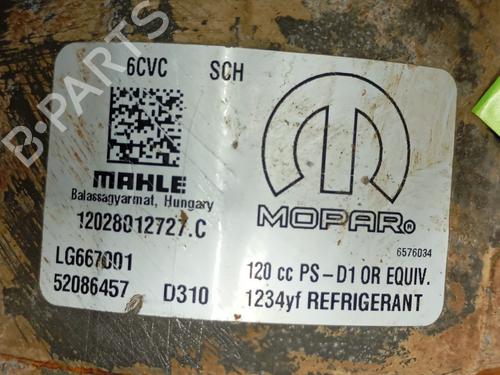 6CVC SCH
MAHLE
Balassagyarmat, Hungary
12028012727.C
LG667001
52086457 D310
MOPAR®
6576034
120 cc PS-D1 OR EQUIV.
1234yf REFRIGERANT
B-PARTS